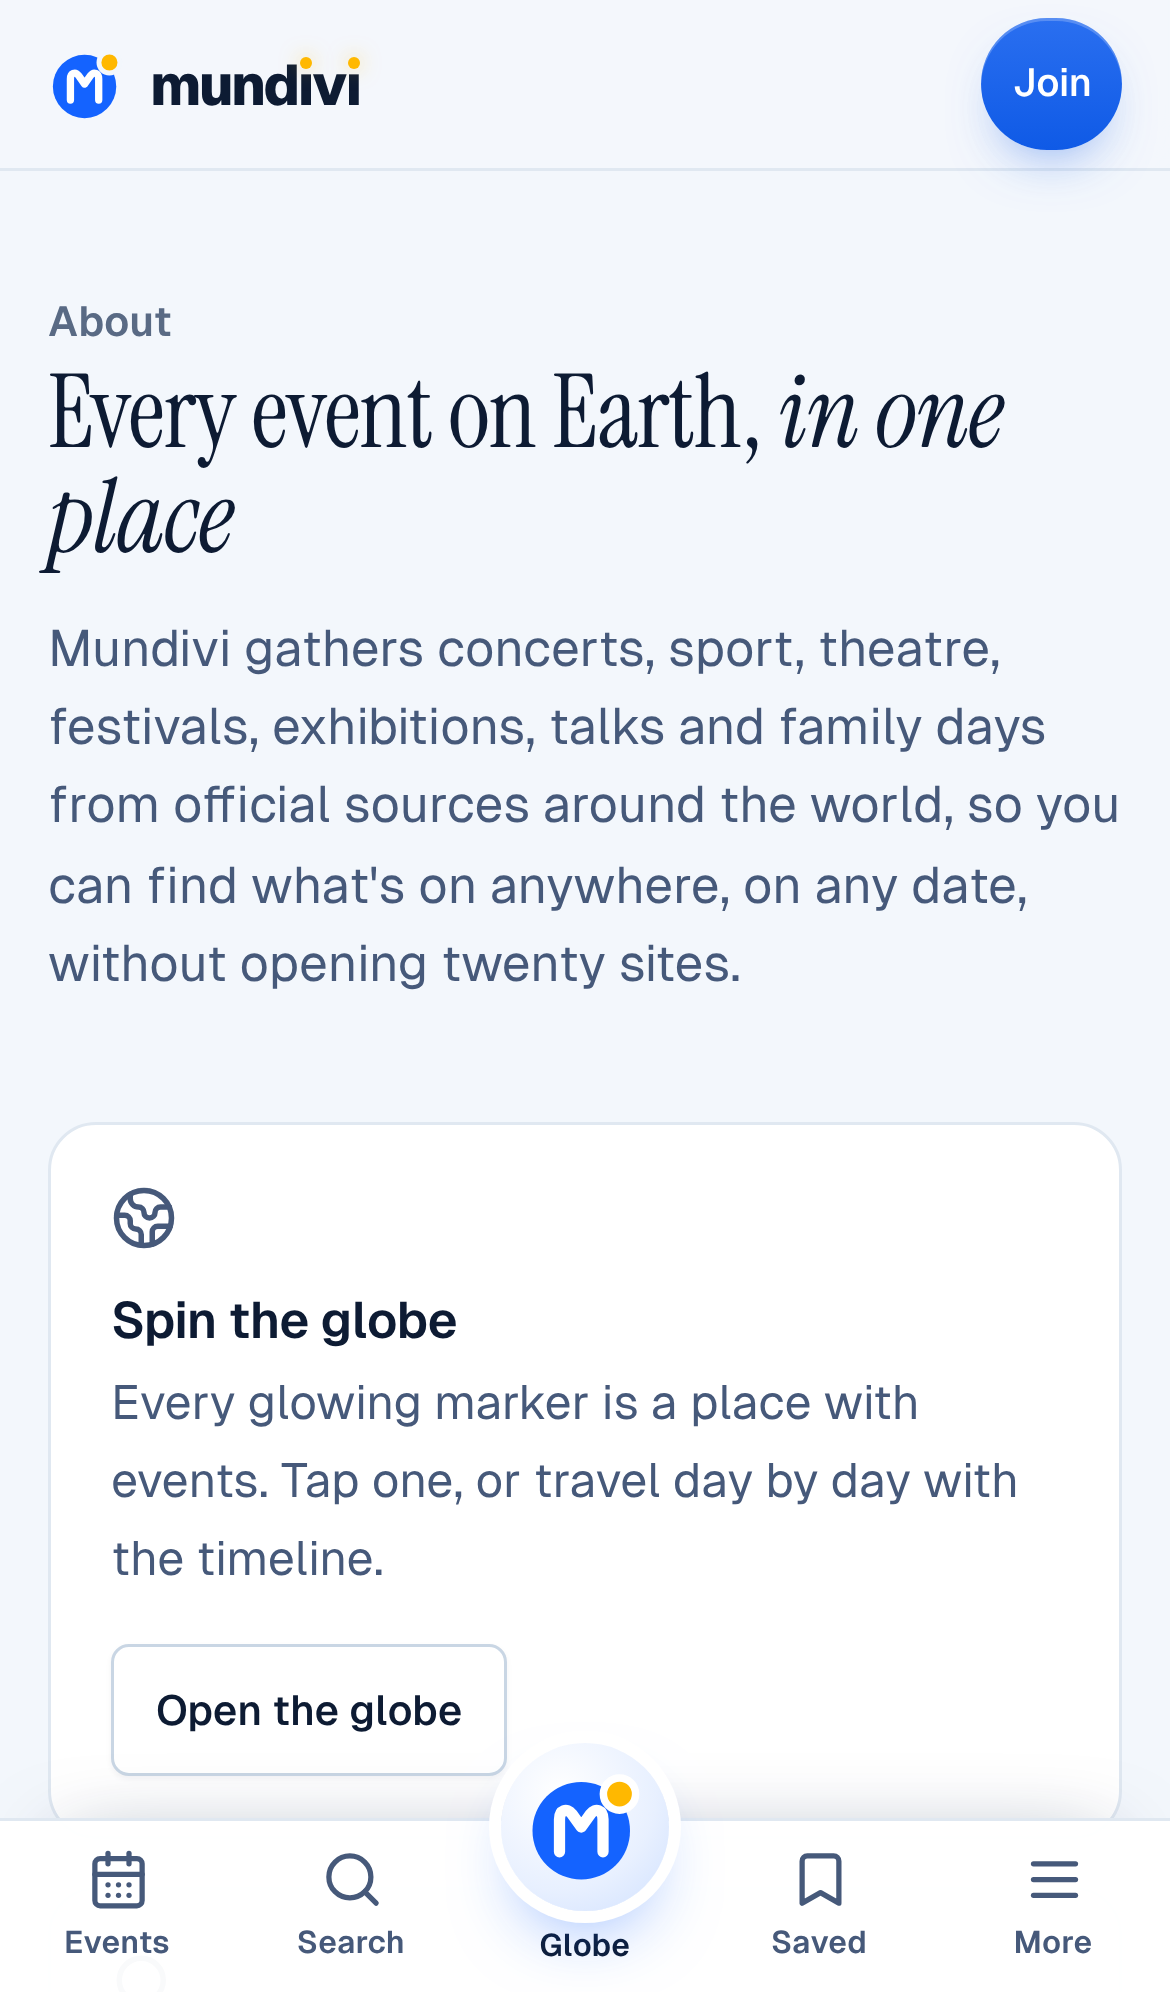 mundivi
Join
About
Every event on Earth, in one
place
Mundivi gathers concerts, sport, theatre,
festivals, exhibitions, talks and family days
from official sources around the world, so you
can find what's on anywhere, on any date,
without opening twenty sites.
Spin the globe
Every glowing marker is a place with
events. Tap one, or travel day by day with
the timeline.
Open the globe
Events
Search
Globe
Saved
More